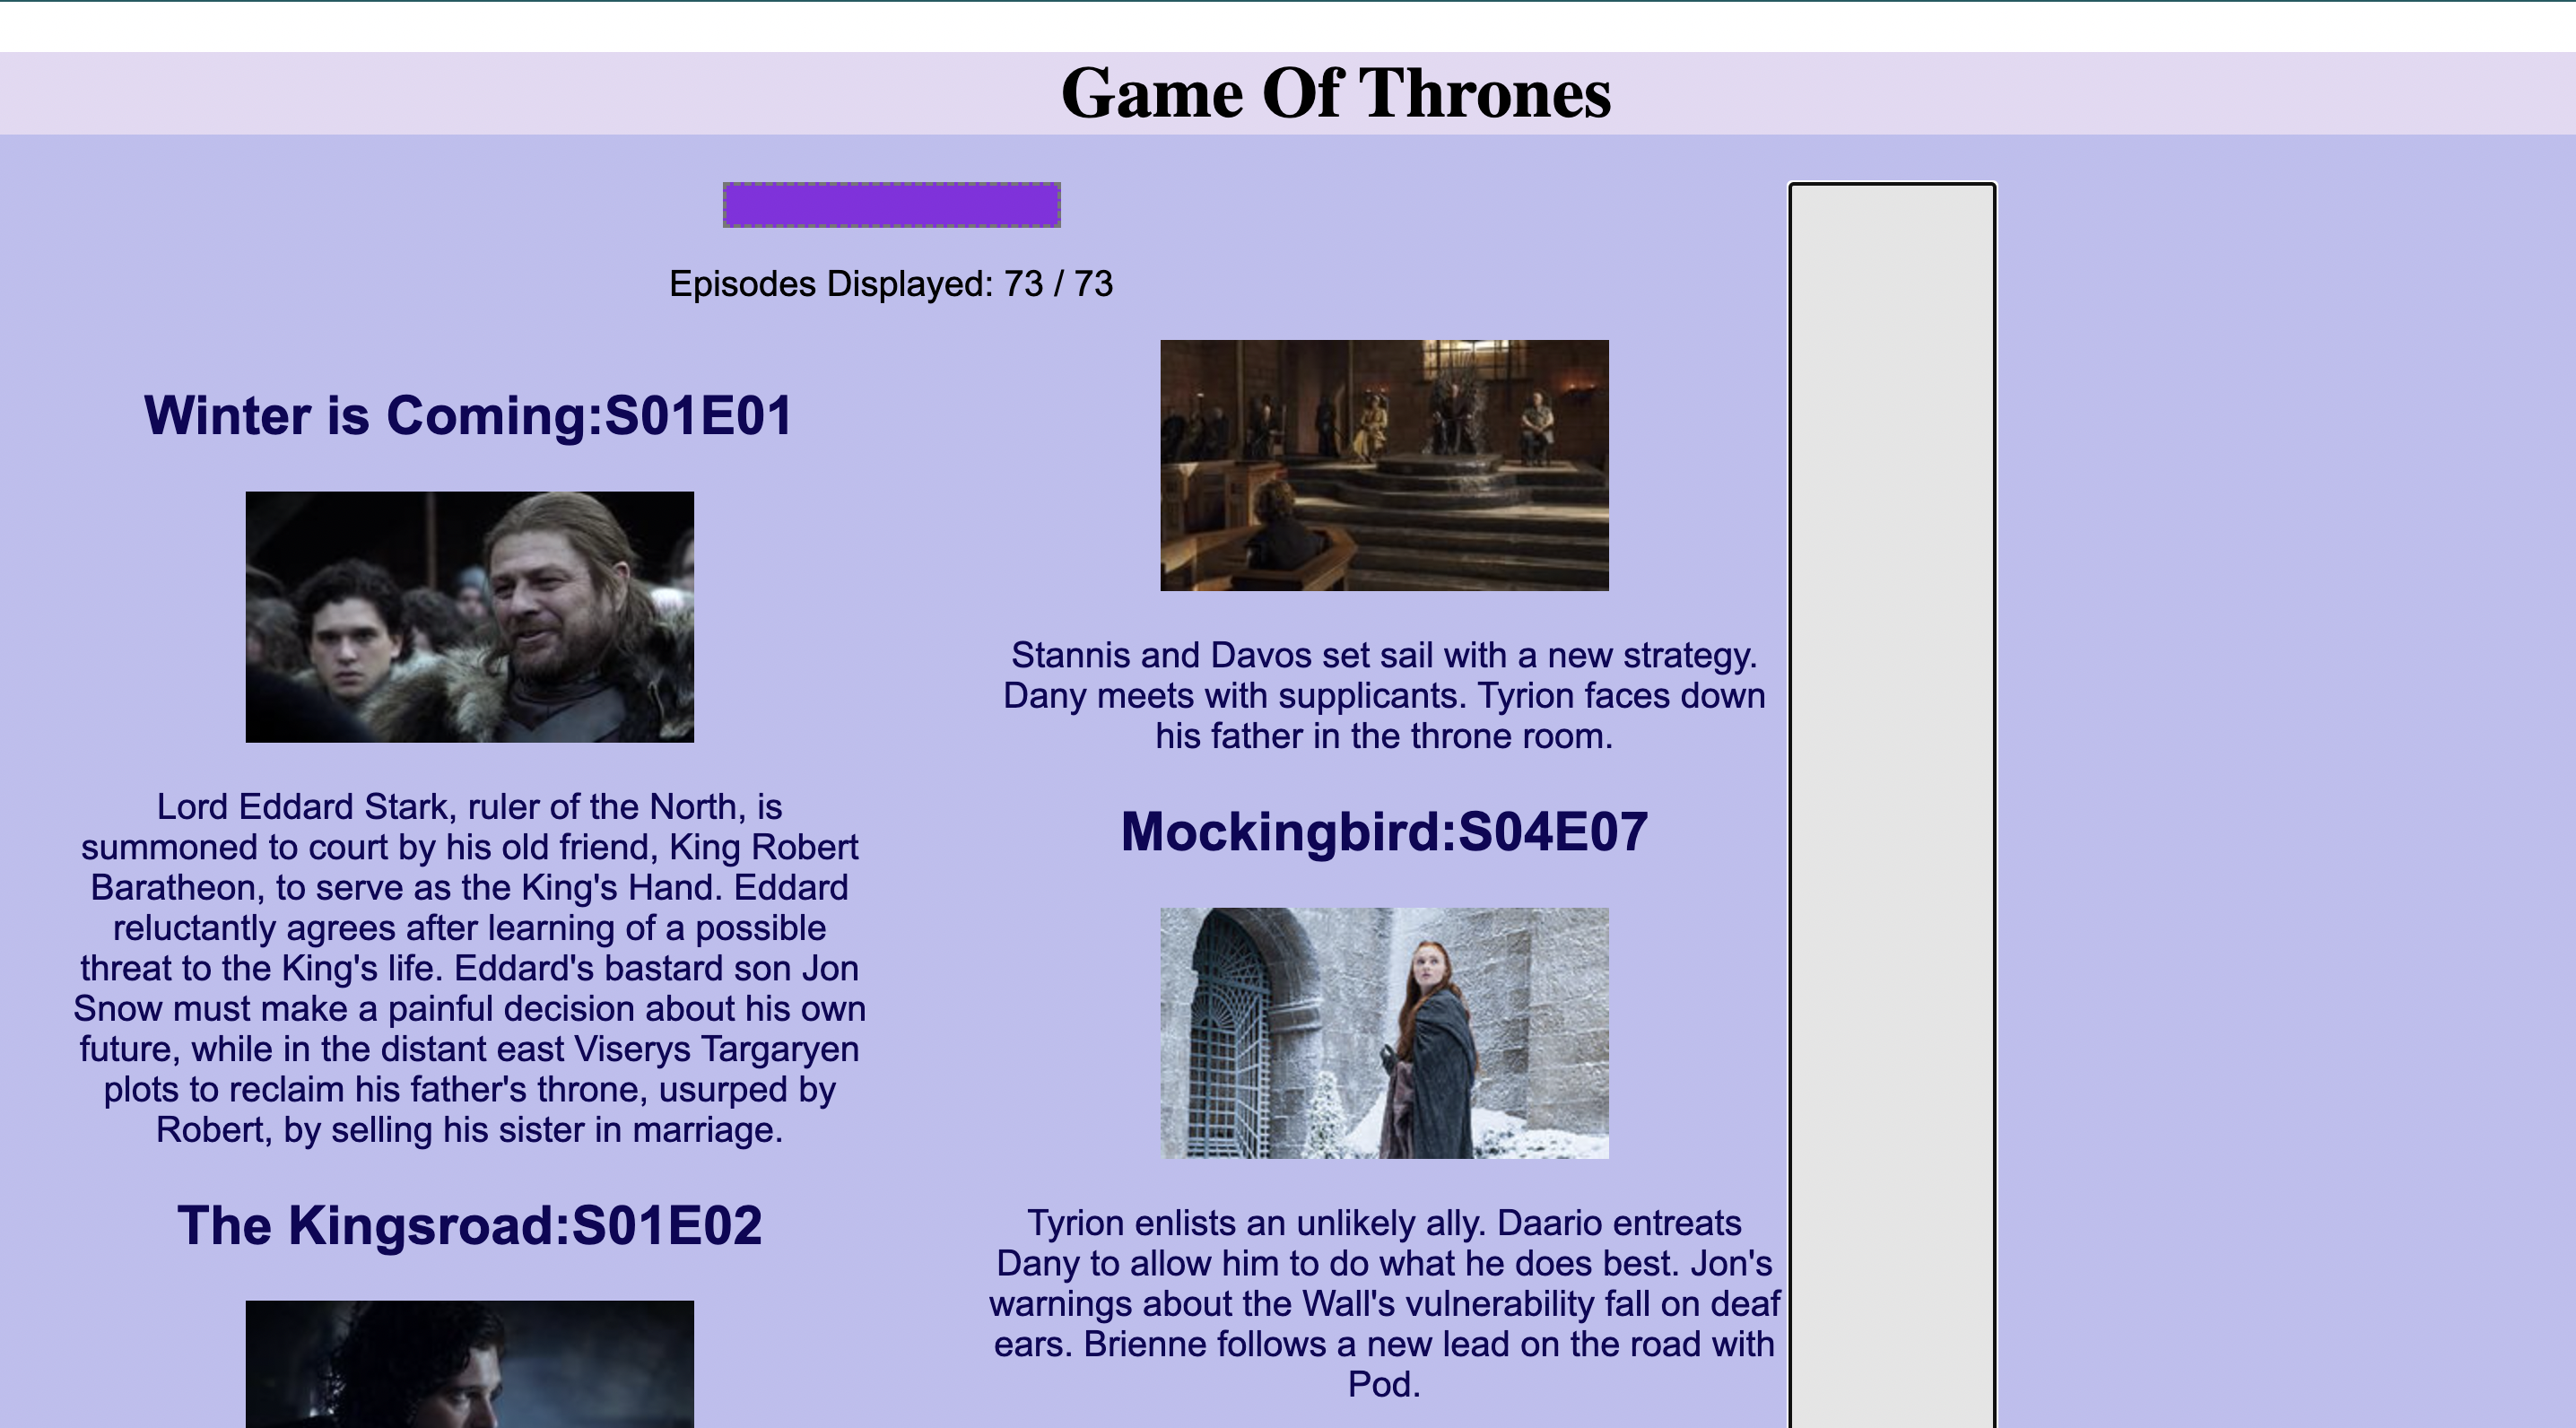 Game Of Thrones
Episodes Displayed: 73 / 73
Winter is Coming:S01E01
Lord Eddard Stark, ruler of the North, is
summoned to court by his old friend, King Robert
Baratheon, to serve as the King's Hand. Eddard
reluctantly agrees after learning of a possible
threat to the King's life. Eddard's bastard son Jon
Snow must make a painful decision about his own
future, while in the distant east Viserys Targaryen
plots to reclaim his father's throne, usurped by
Robert, by selling his sister in marriage.
The Kingsroad:S01E02
Stannis and Davos set sail with a new strategy.
Dany meets with supplicants. Tyrion faces down
his father in the throne room.
Mockingbird:S04E07
Tyrion enlists an unlikely ally. Daario entreats
Dany to allow him to do what he does best. Jon's
warnings about the Wall's vulnerability fall on deaf
ears. Brienne follows a new lead on the road with
Pod.